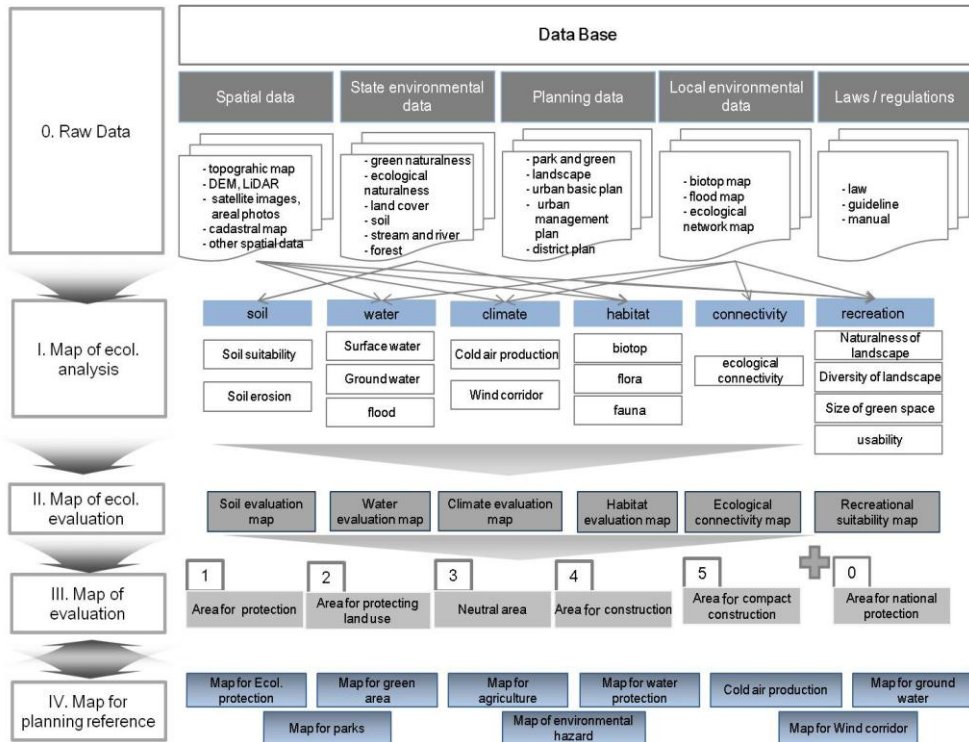 Data Base
0. Raw Data
Spatial data
State environmental
data
Planning data
Local environmental
data
Laws / regulations
- topograhic map
- DEM, LiDAR
- satellite images,
areal photos
- cadastral map
- other spatial data
- green naturalness
- ecological
naturalness
- land cover
- soil
- stream and river
- forest
- park and green
- landscape
- urban basic plan
- urban
management
plan
- district plan
- biotop map
- flood map
- ecological
network map
- law
- guideline
- manual
I. Map of ecol.
analysis
soil
water
climate
habitat
connectivity
recreation
Soil suitability
Soil erosion
Surface water
Ground water
flood
Cold air production
Wind corridor
biotop
flora
fauna
ecological
connectivity
Naturalness of
landscape
Diversity of landscape
Size of green space
usability
II. Map of ecol.
evaluation
Soil evaluation
map
Water
evaluation map
Climate evaluation
map
Habitat
evaluation map
Ecological
connectivity map
Recreational
suitability map
III. Map of
evaluation
1
Area for protection
2
Area for protecting
land use
3
Neutral area
4
Area for construction
5
Area for compact
construction
0
Area for national
protection
IV. Map for
planning reference
Map for Ecol.
protection
Map for green
area
Map for
agriculture
Map for water
protection
Cold air production
Map for ground
water
Map for parks
Map of environmental
hazard
Map for Wind corridor